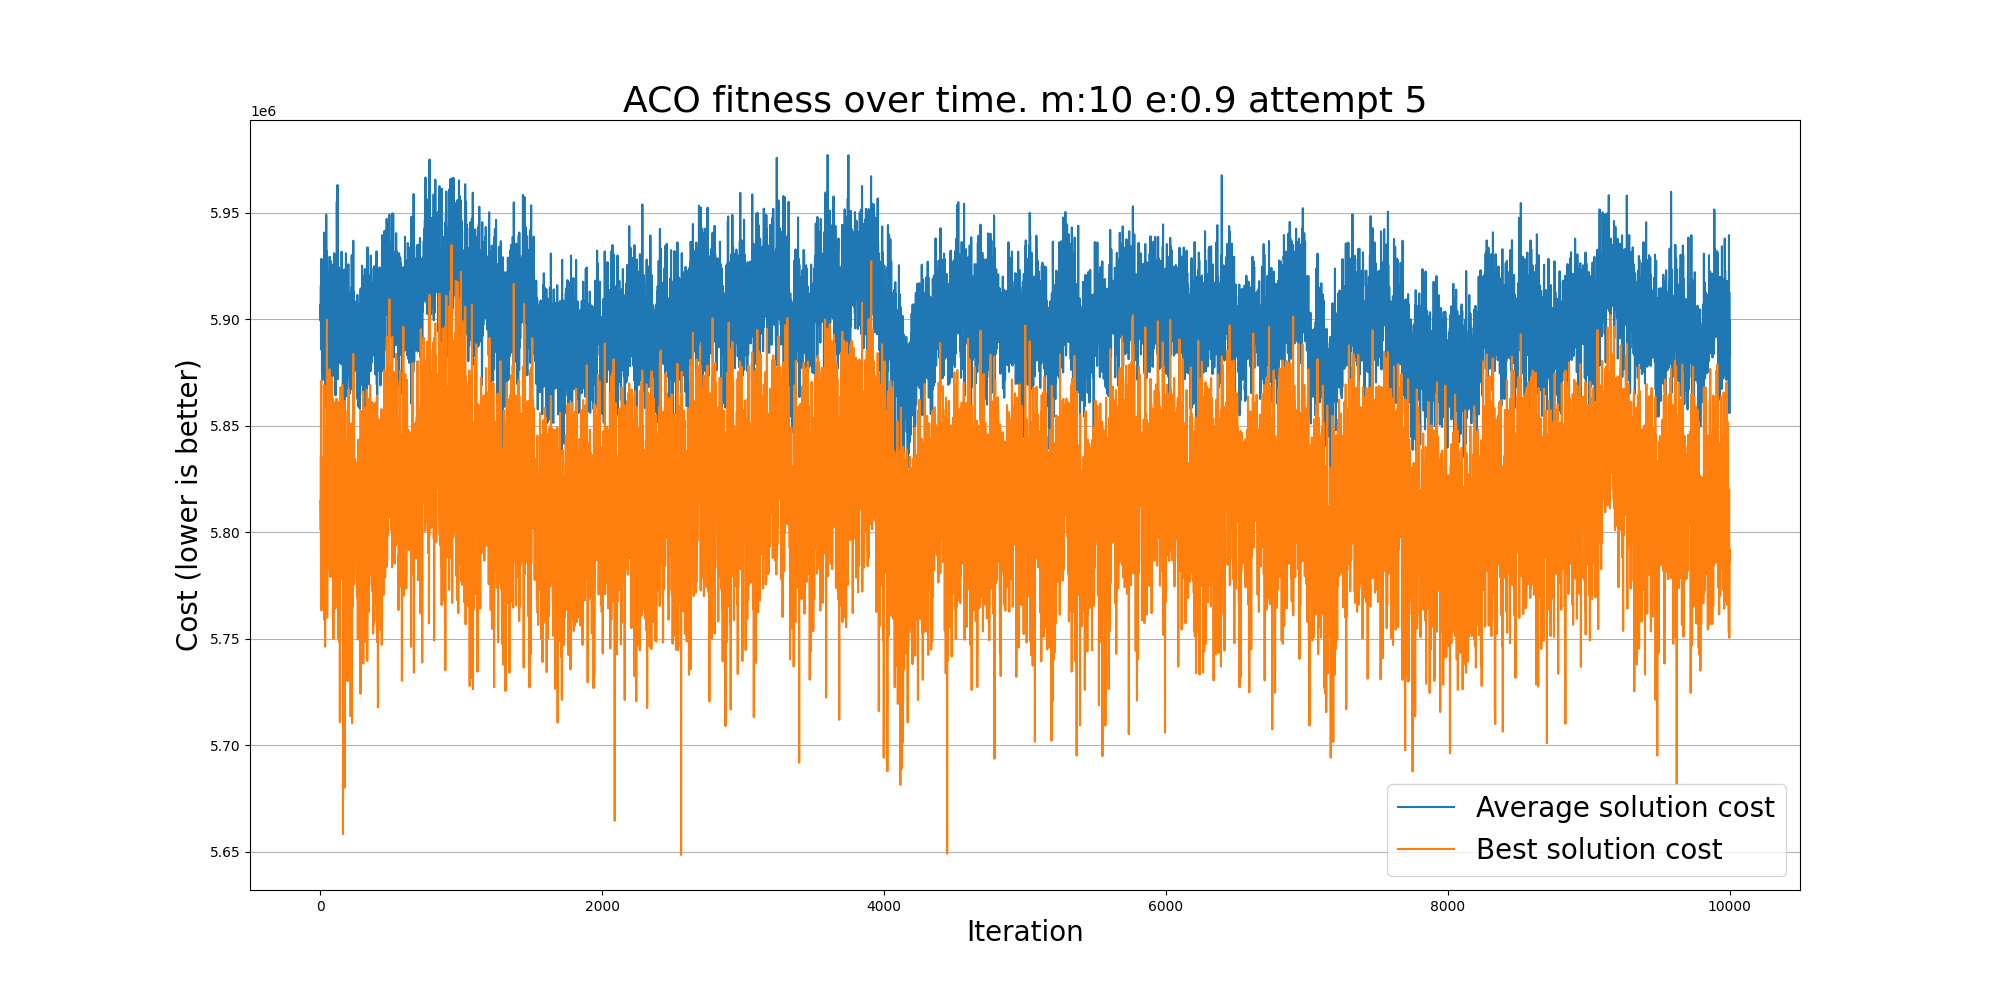 ACO fitness over time. m:10 e:0.9 attempt 5
1e6
5.95
5.90
5.85
5.80
5.75
5.70
5.65
Cost (lower is better)
0
2000
4000
6000
8000
10000
Iteration
Average solution cost
Best solution cost